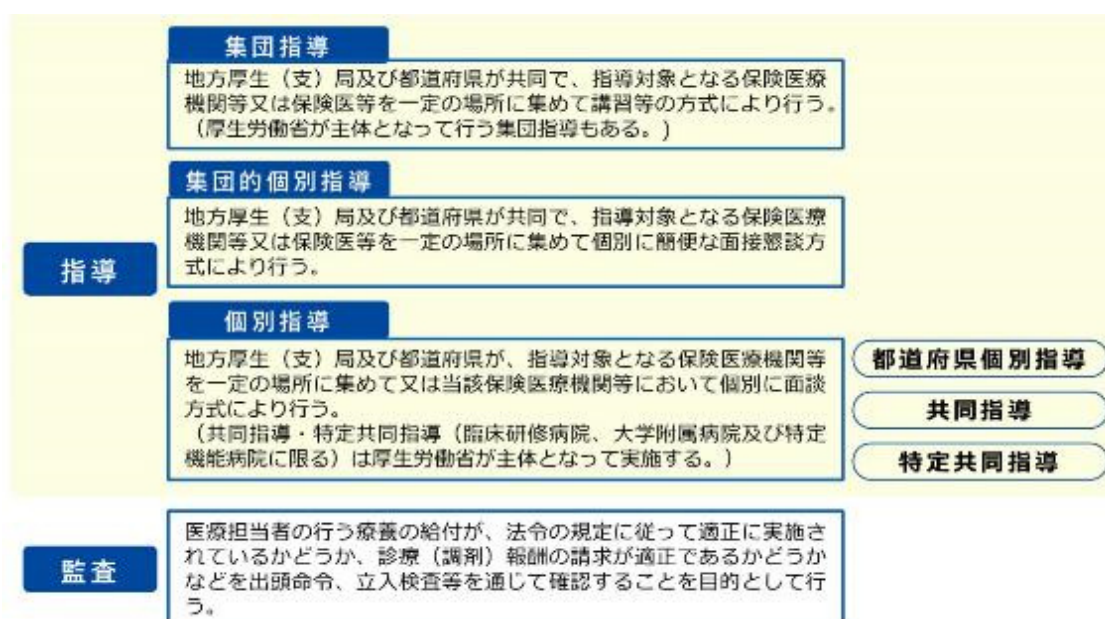 集団指導
地方厚生（支）局及び都道府県が共同で、指導対象となる保険医療
機関等又は保険医等を一定の場所に集めて講習等の方式により行う。
（厚生労働省が主体となって行う集団指導もある。)
集団的個別指導
地方厚生（支）局及び都道府県が共同で、指導対象となる保険医療
機関等又は保険医等を一定の場所に集めて個別に簡便な面接懇談方
式により行う。
指導
個別指導
地方厚生（支）局及び都道府県が、指導対象となる保険医療機関等
を一定の場所に集めて又は当該保険医療機関等において個別に面談
方式により行う。
（共同指導・特定共同指導（臨床研修病院、大学附属病院及び特定
機能病院に限る）は厚生労働省が主体となって実施する。)
都道府県個別指導
共同指導
特定共同指導
監査
医療担当者の行う療養の給付が、法令の規定に従って適正に実施さ
れているかどうか、診療（調剤）報酬の請求が適正であるかどうか
などを出頭命令、立入検査等を通じて確認することを目的として行
う。